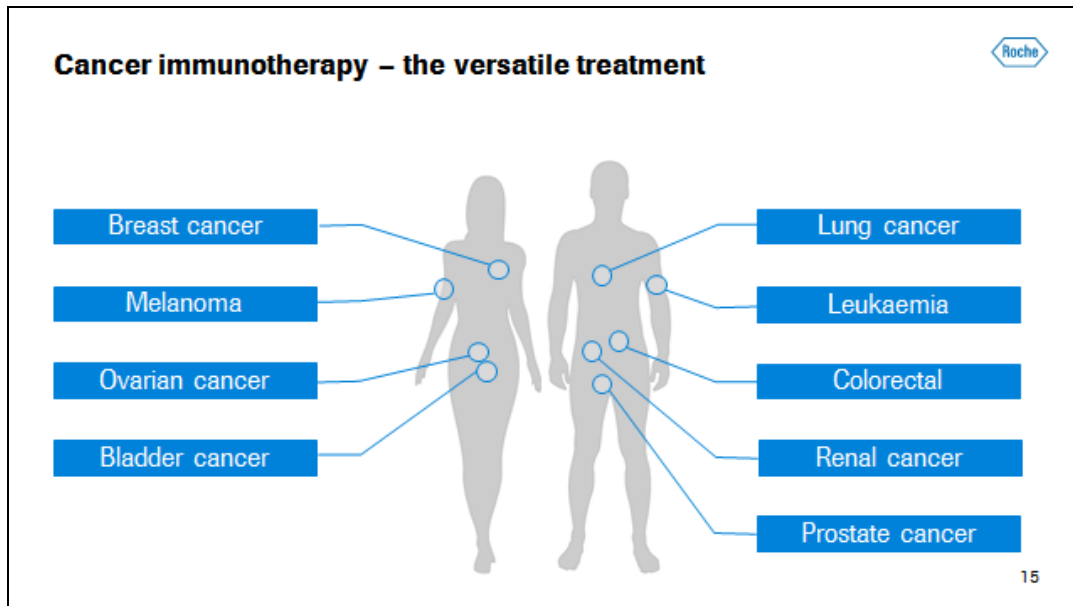 Cancer immunotherapy – the versatile treatment
Roche
Breast cancer
Melanoma
Ovarian cancer
Bladder cancer
Lung cancer
Leukaemia
Colorectal
Renal cancer
Prostate cancer
15